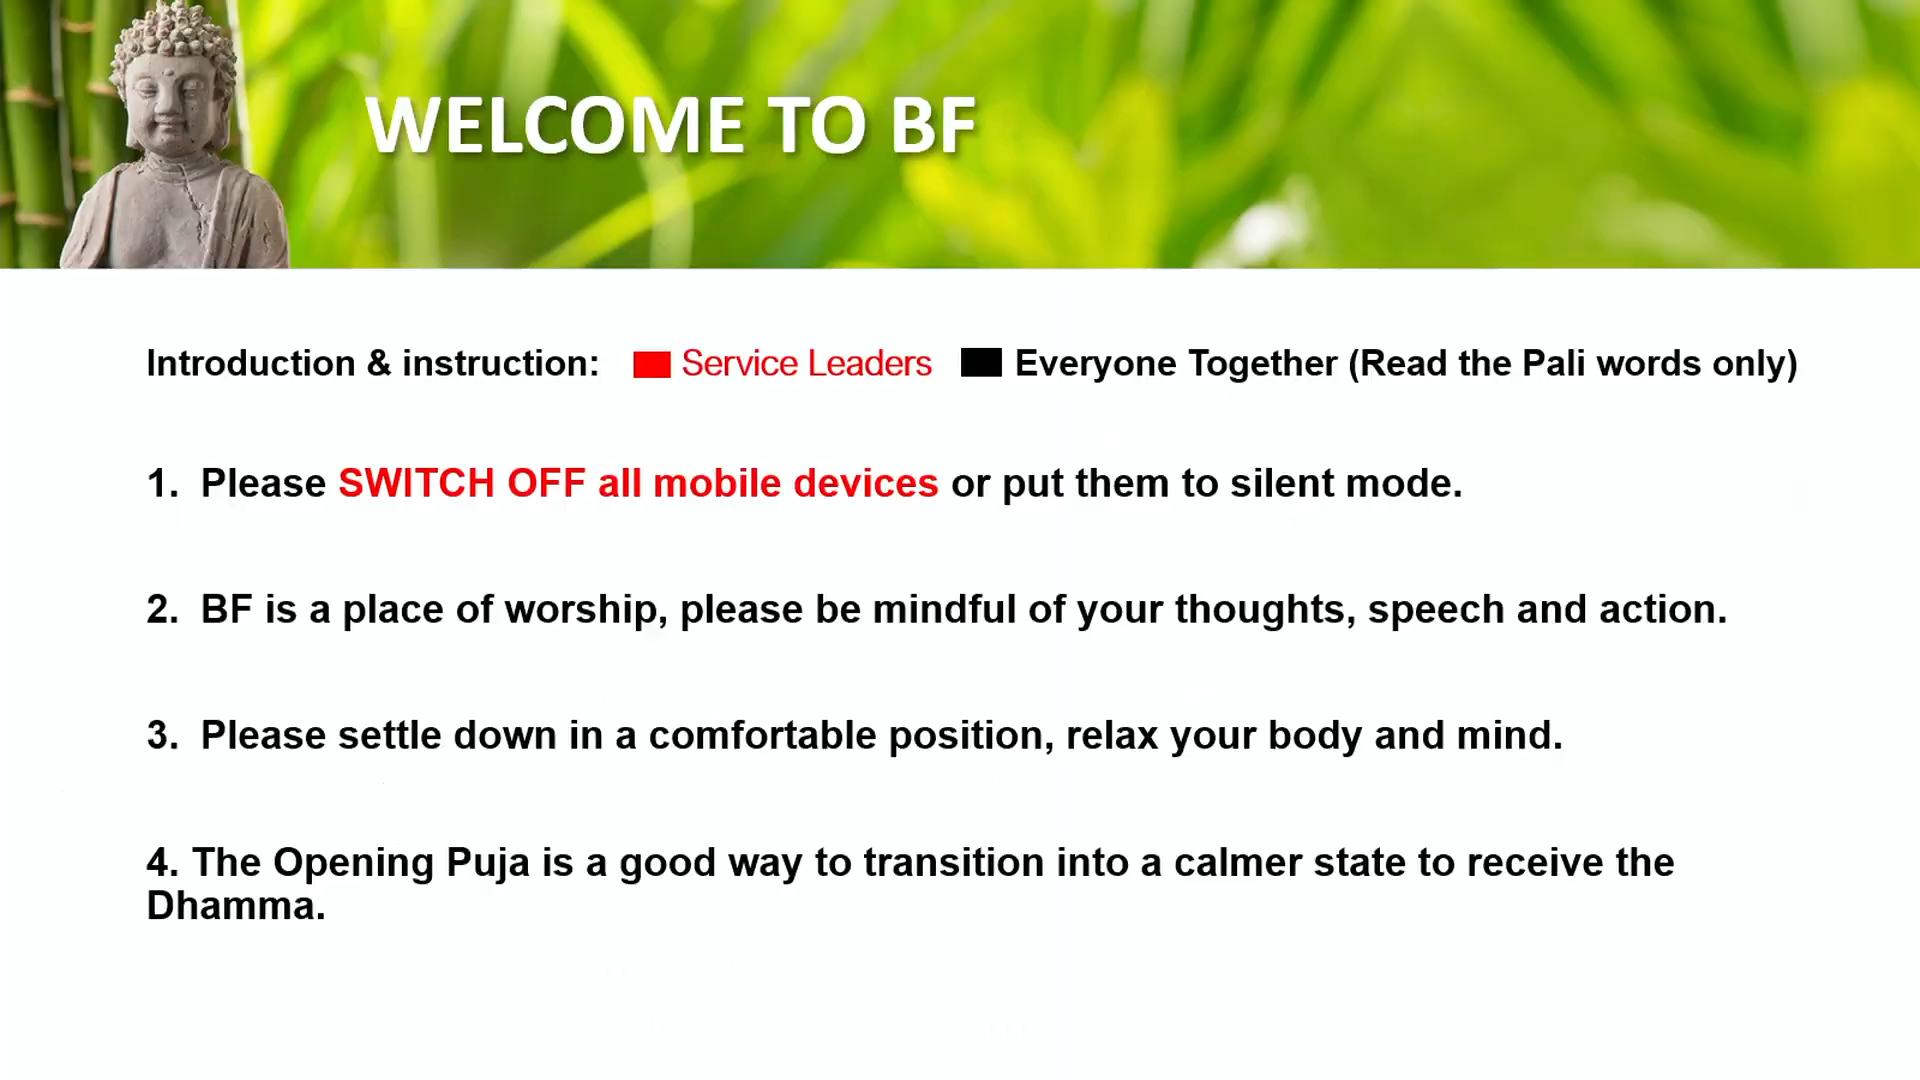 WELCOME TO BF
Introduction & instruction: Service Leaders Everyone Together (Read the Pali words only)
1. Please SWITCH OFF all mobile devices or put them to silent mode.
2. BF is a place of worship, please be mindful of your thoughts, speech and action.
3. Please settle down in a comfortable position, relax your body and mind.
4. The Opening Puja is a good way to transition into a calmer state to receive the
Dhamma.